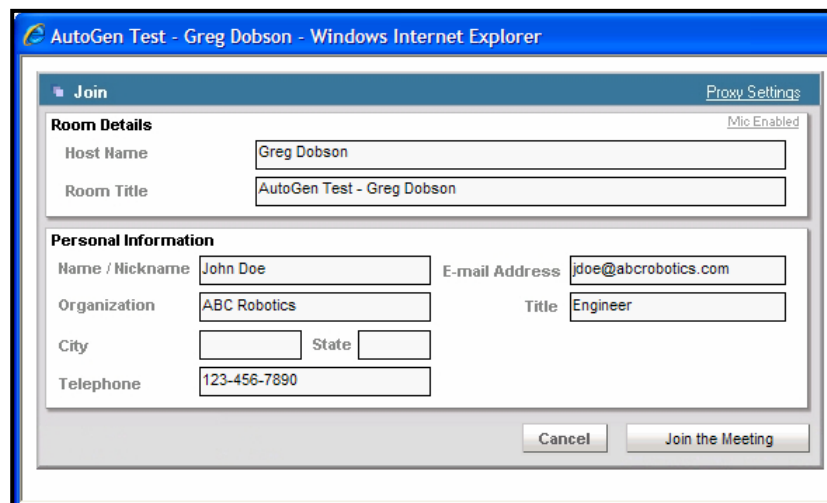 AutoGen Test - Greg Dobson - Windows Internet Explorer
Join Proxy Settings
Room Details Mic Enabled
Host Name Greg Dobson
Room Title AutoGen Test - Greg Dobson
Personal Information
Name / Nickname John Doe E-mail Address jdoe@abcrobotics.com
Organization ABC Robotics Title Engineer
City State
Telephone 123-456-7890
Cancel Join the Meeting